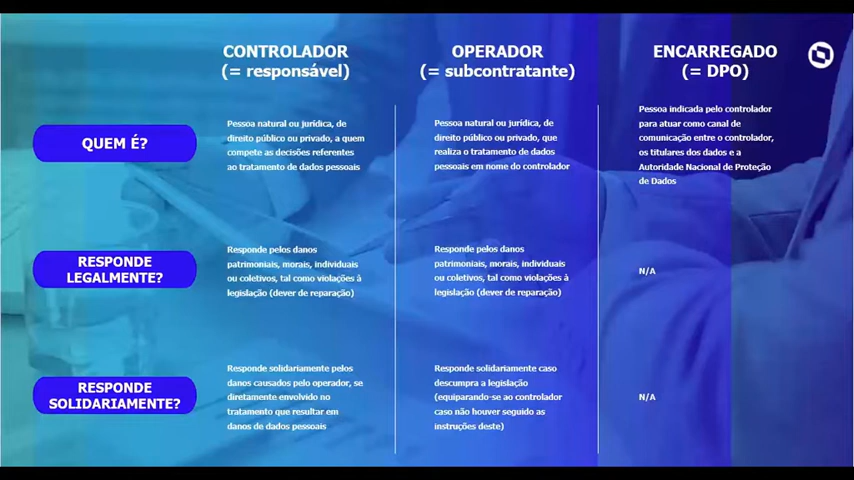 CONTROLADOR
(= responsável)
OPERADOR
(= subcontratante)
ENCARREGADO
(= DPO)
QUEM É?
Pessoa natural ou jurídica, de
direito público ou privado, a quem
compete as decisões referentes
ao tratamento de dados pessoais
Pessoa natural ou jurídica, de
direito público ou privado, que
realiza o tratamento de dados
pessoais em nome do controlador
Pessoa indicada pelo controlador
para atuar como canal de
comunicação entre o controlador,
os titulares dos dados e a
Autoridade Nacional de Proteção
de Dados
RESPONDE
LEGALMENTE?
Responde pelos danos
patrimoniais, morais, individuais
ou coletivos, tal como violações à
legislação (dever de reparação)
Responde pelos danos
patrimoniais, morais, individuais
ou coletivos, tal como violações à
legislação (dever de reparação)
N/A
RESPONDE
SOLIDARIAMENTE?
Responde solidariamente pelos
danos causados pelo operador, se
diretamente envolvido no
tratamento que resultar em
danos de dados pessoais
Responde solidariamente caso
descumpra a legislação
(equiparando-se ao controlador
caso não houver seguido as
instruções deste)
N/A